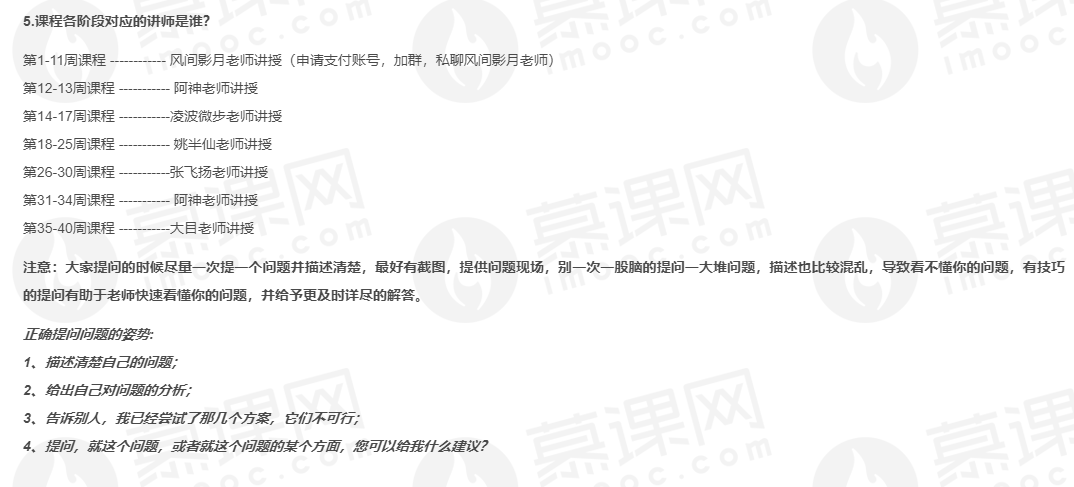 5.课程各阶段对应的讲师是谁?
第1-11周课程 ------------ 风间影月老师讲授（申请支付账号，加群，私聊风间影月老师）
第12-13周课程 ----------- 阿神老师讲授
第14-17周课程 -----------凌波微步老师讲授
第18-25周课程 ----------- 姚半仙老师讲授
第26-30周课程 -----------张飞扬老师讲授
第31-34周课程 ----------- 阿神老师讲授
第35-40周课程 -----------大目老师讲授
注意：大家提问的时候尽量一次提一个问题并描述清楚，最好有截图，提供问题现场，别一次一股脑的提问一大堆问题，描述也比较混乱，导致看不懂你的问题，有技巧
的提问有助于老师快速看懂你的问题，并给予更及时详尽的解答。
正确提问问题的姿势:
1、描述清楚自己的问题;
2、给出自己对问题的分析;
3、告诉别人，我已经尝试了那几个方案，它们不可行;
4、提问，就这个问题，或者就这个问题的某个方面，您可以给我什么建议?
慕课网
imooc.com